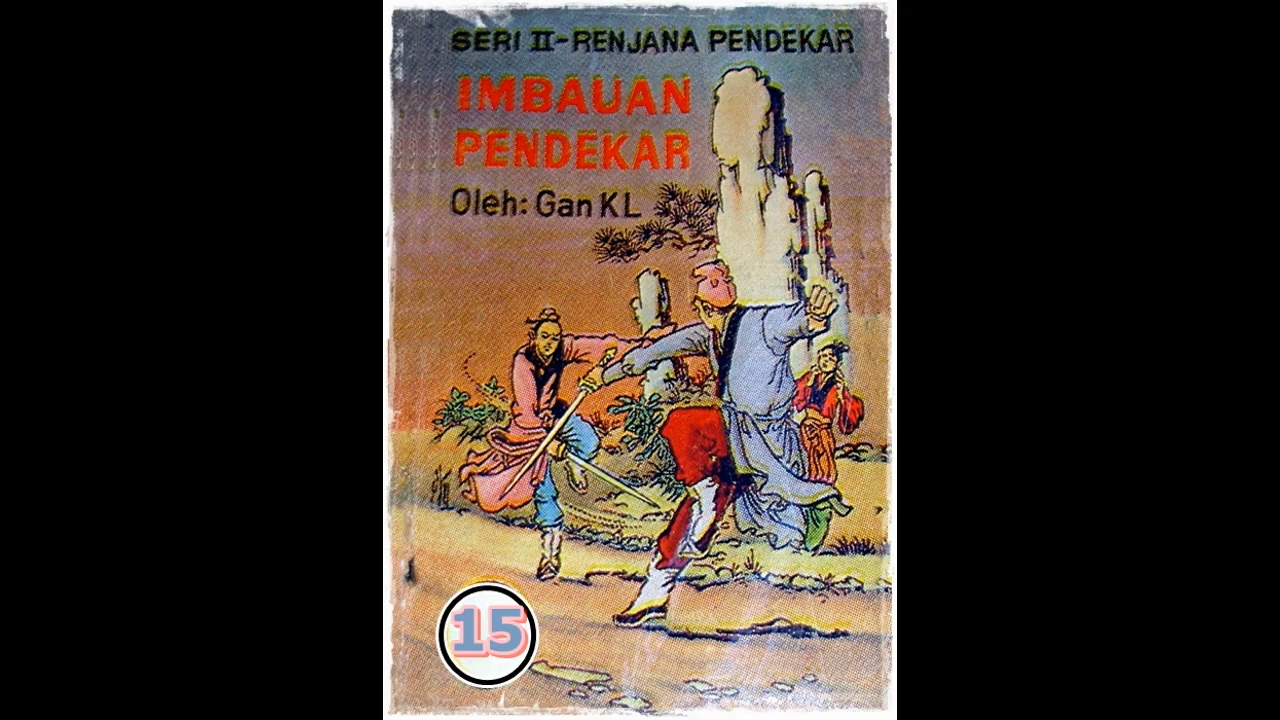 SERI II-RENJANA PENDEKAR
IMBAUAN
PENDEKAR
Oleh: Gan KL
15